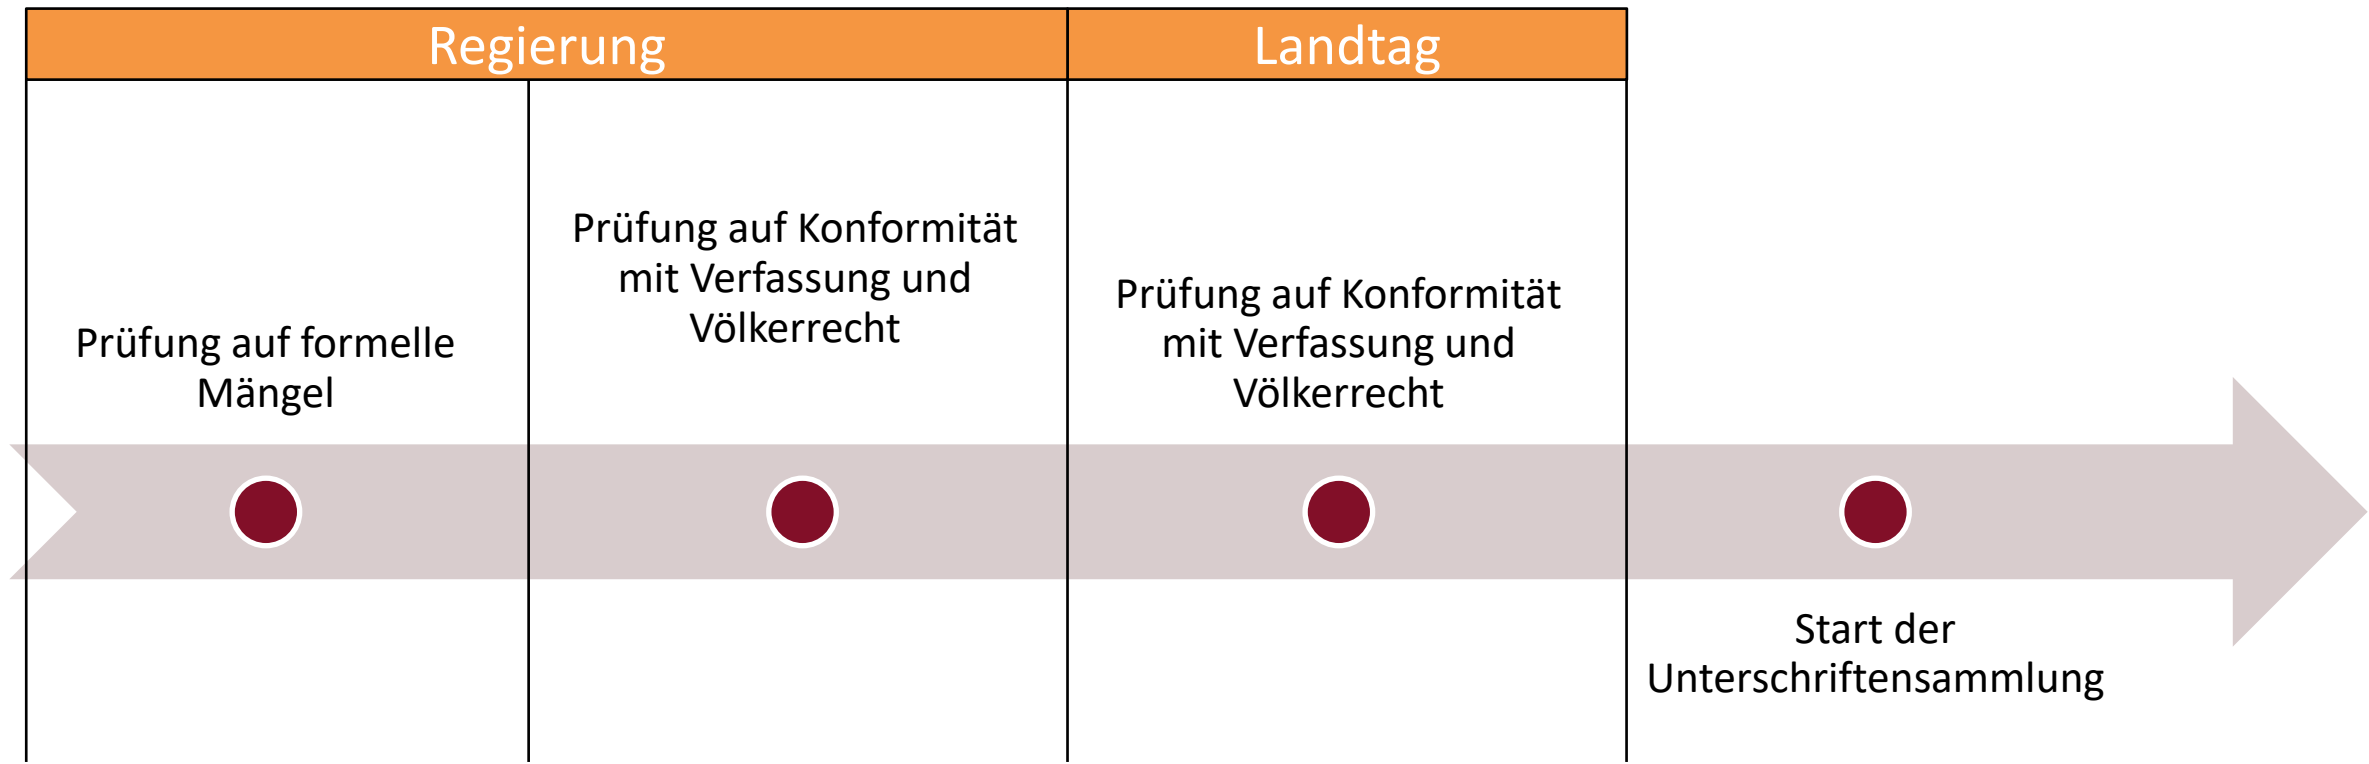 Regierung
Landtag
Prüfung auf formelle
Mängel
Prüfung auf Konformität
mit Verfassung und
Völkerrecht
Prüfung auf Konformität
mit Verfassung und
Völkerrecht
Start der
Unterschriftensammlung